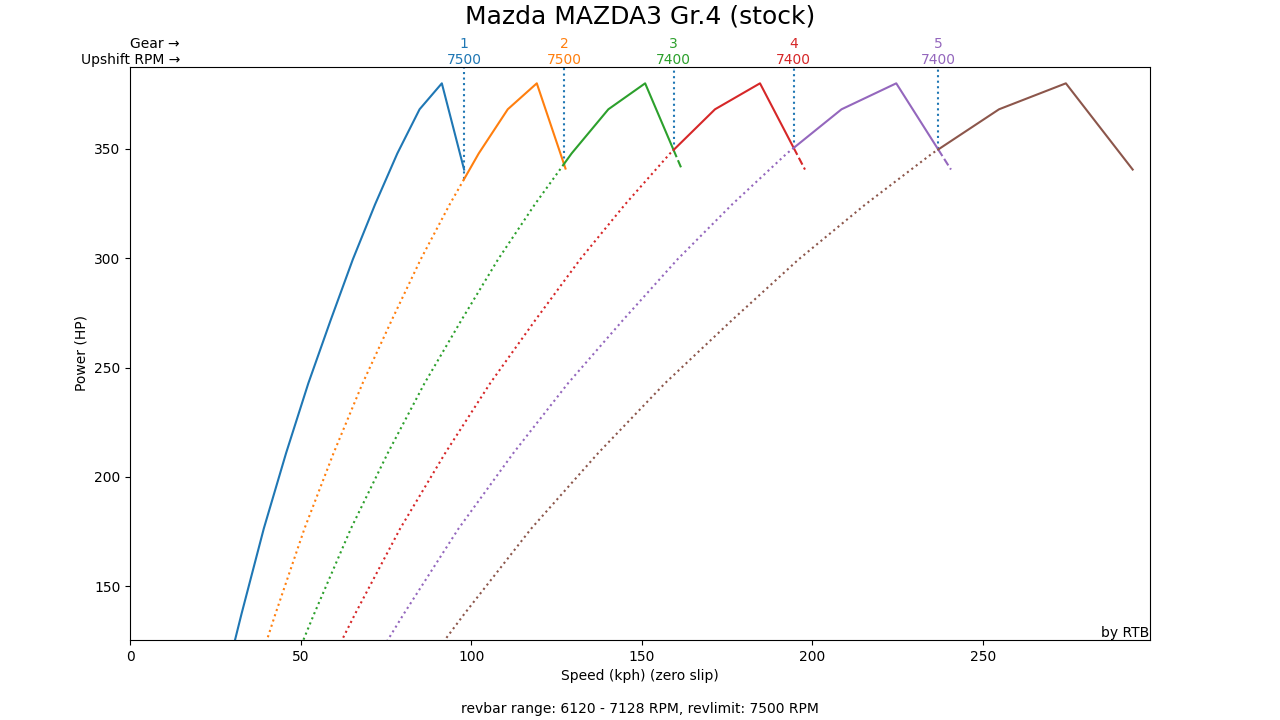 Mazda MAZDA3 Gr.4 (stock)
Gear → 1 2 3 4 5
Upshift RPM → 7500 7500 7400 7400 7400
350
300
250
200
150
Power (HP)
by RTB
0 50 100 150 200 250
Speed (kph) (zero slip)
revbar range: 6120 - 7128 RPM, revlimit: 7500 RPM